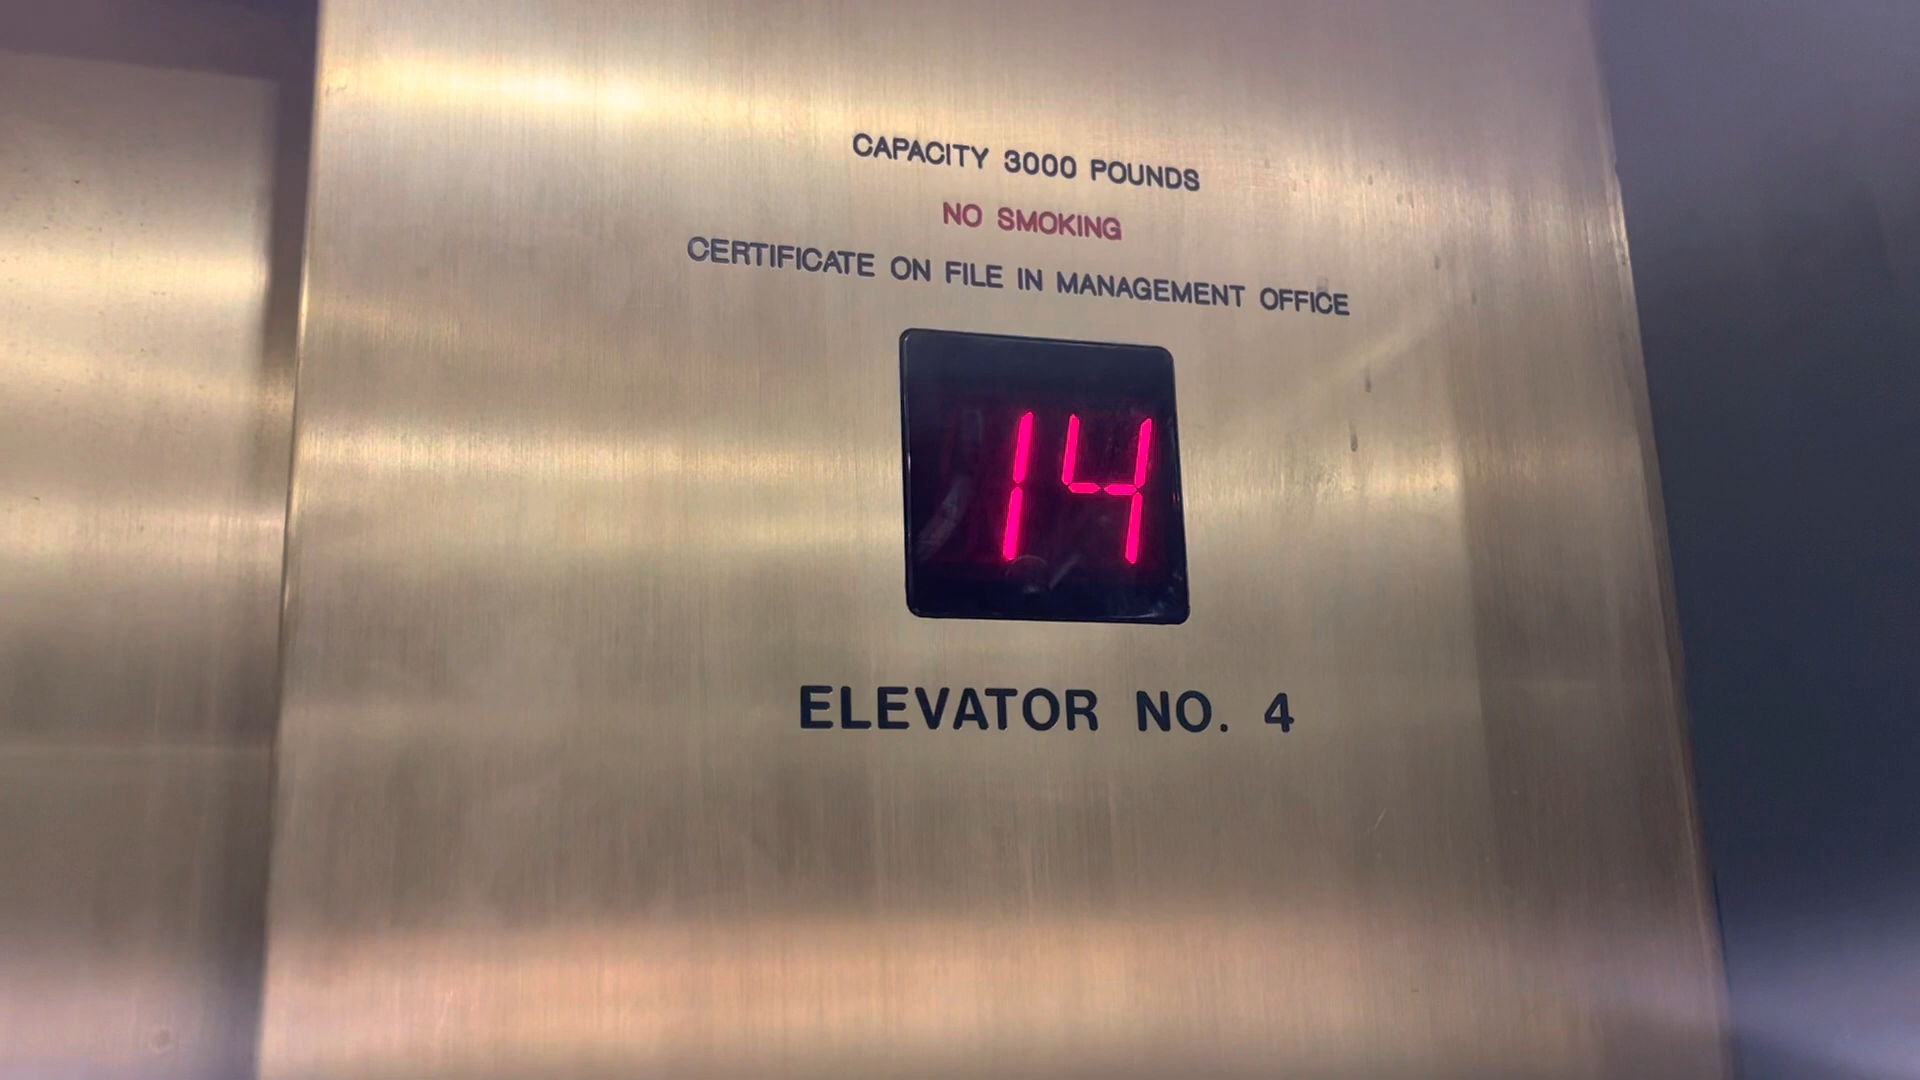 CAPACITY 3000 POUNDS
NO SMOKING
CERTIFICATE ON FILE IN MANAGEMENT OFFICE
14
ELEVATOR NO. 4